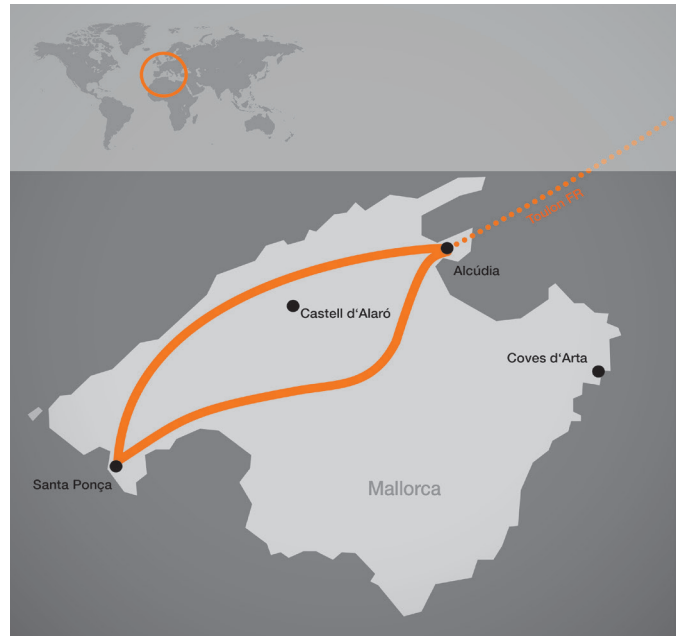 Toulon FR
Alcúdia
Castell d‘Alaró
Coves d‘Arta
Santa Ponça
Mallorca